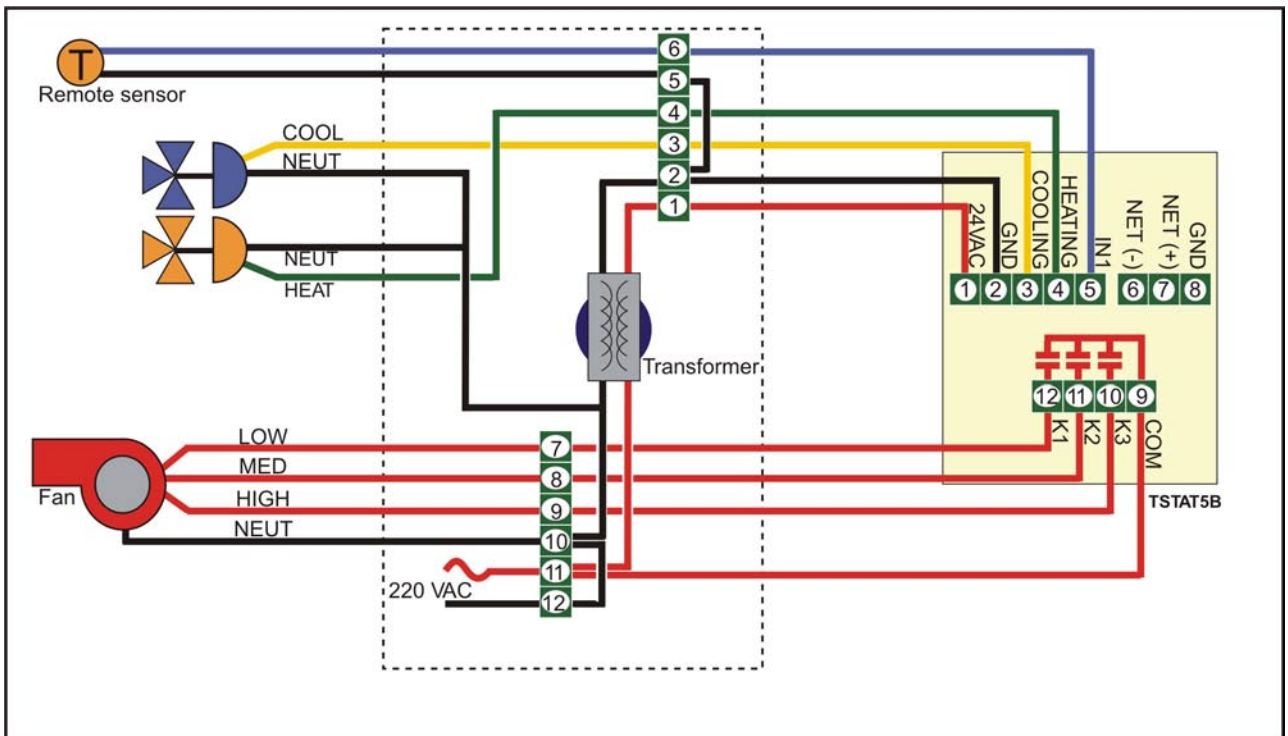 T
Remote sensor
COOL
NEUT
NEUT
HEAT
6
5
4
3
2
1
Transformer
24VAC
GND
COOLING
HEATING
IN1
NET (-)
NET (+)
GND
1
2
3
4
5
6
7
8
12
11
10
9
K1
K2
K3
COM
TSTAT5B
Fan
LOW
MED
HIGH
NEUT
7
8
9
10
11
12
220 VAC